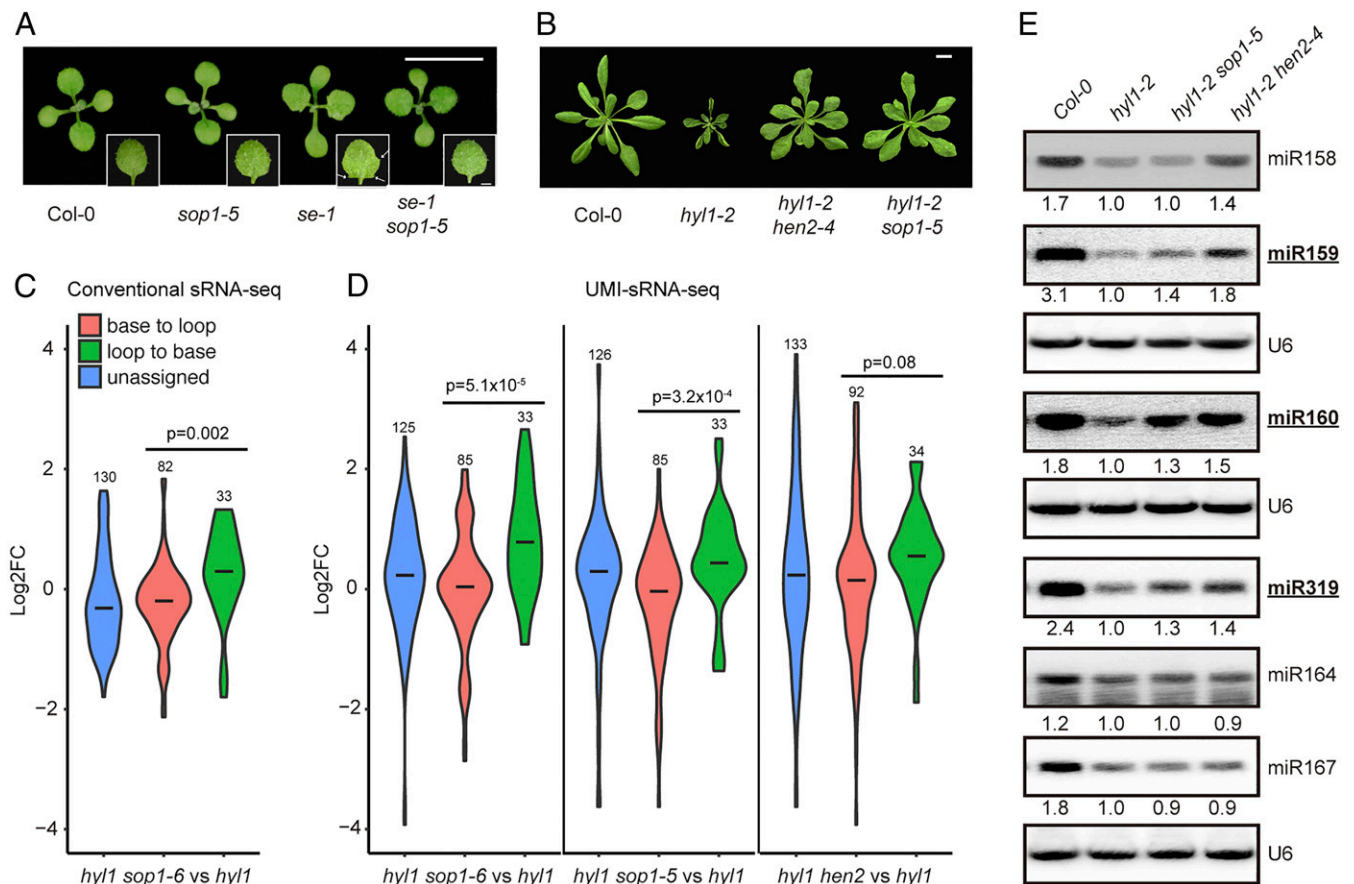 A
Col-0
sop1-5
se-1
se-1
sop1-5
B
Col-0
hyl1-2
hyl1-2
hen2-4
hyl1-2
sop1-5
C
Conventional sRNA-seq
base to loop
loop to base
unassigned
Log2FC
4
2
0
−2
−4
130
82
33
p=0.002
hyl1 sop1-6 vs hyl1
D
UMI-sRNA-seq
Log2FC
4
2
0
−2
−4
125
85
33
p=5.1x10⁻⁵
hyl1 sop1-6 vs hyl1
126
85
33
p=3.2x10⁻⁴
hyl1 sop1-5 vs hyl1
133
92
34
p=0.08
hyl1 hen2 vs hyl1
E
Col-0
hyl1-2
hyl1-2 sop1-5
hyl1-2 hen2-4
miR158
1.7 1.0 1.0 1.4
miR159
3.1 1.0 1.4 1.8
U6
miR160
1.8 1.0 1.3 1.5
U6
miR319
2.4 1.0 1.3 1.4
miR164
1.2 1.0 1.0 0.9
miR167
1.8 1.0 0.9 0.9
U6